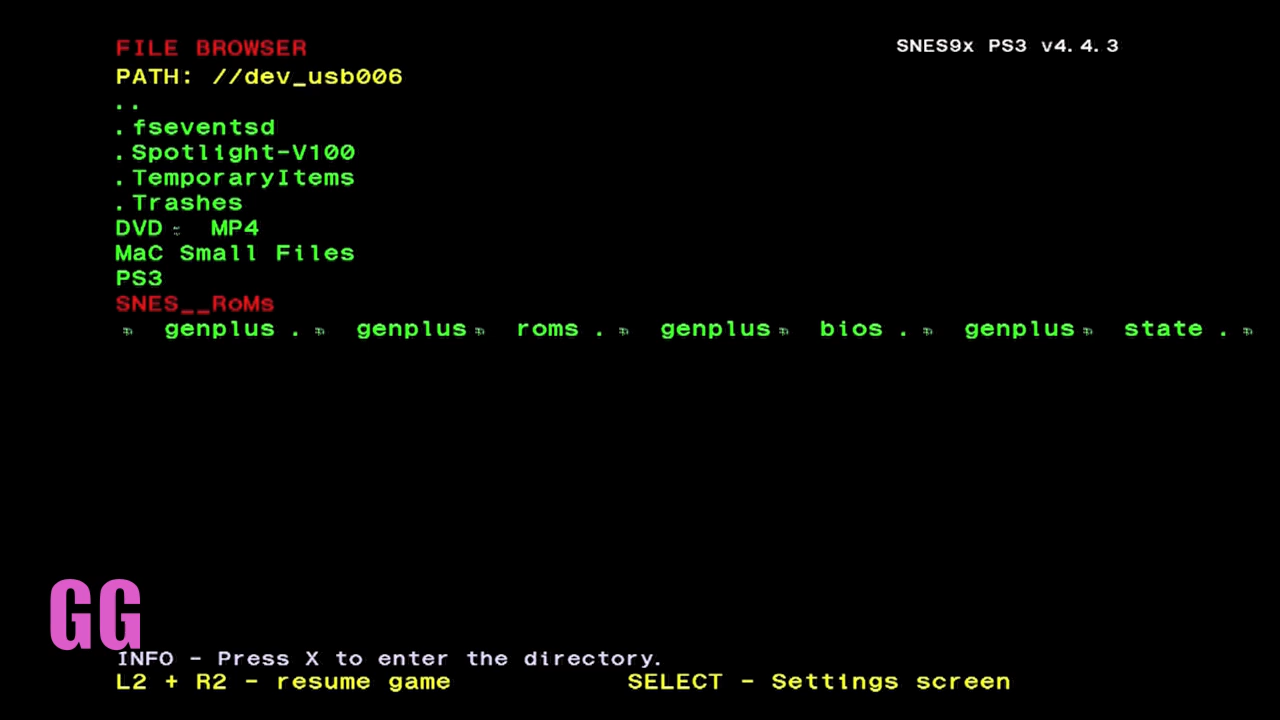 FILE BROWSER
SNES9x PS3 v4.4.3
PATH: //dev_usb006
..
.fseventsd
.Spotlight-V100
.TemporaryItems
.Trashes
DVD MP4
MaC Small Files
PS3
SNES__RoMs
genplus . genplus roms . genplus bios . genplus state .
GG
INFO - Press X to enter the directory.
L2 + R2 - resume game SELECT - Settings screen